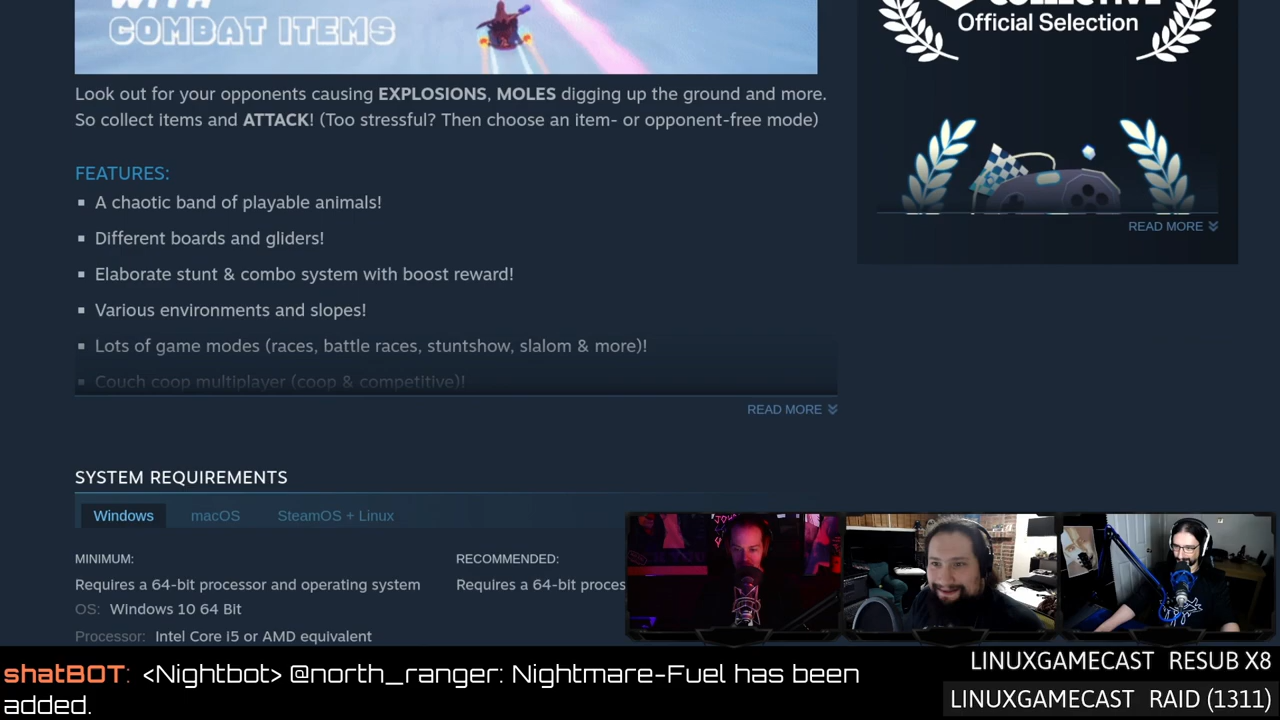 WITH
COMBAT ITEMS
COLLECTIVE
Official Selection
Look out for your opponents causing EXPLOSIONS, MOLES digging up the ground and more.
So collect items and ATTACK! (Too stressful? Then choose an item- or opponent-free mode)
FEATURES:
▪ A chaotic band of playable animals!
▪ Different boards and gliders!
▪ Elaborate stunt & combo system with boost reward!
▪ Various environments and slopes!
▪ Lots of game modes (races, battle races, stuntshow, slalom & more)!
▪ Couch coop multiplayer (coop & competitive)!
READ MORE
READ MORE
SYSTEM REQUIREMENTS
Windows macOS SteamOS + Linux
MINIMUM:
Requires a 64-bit processor and operating system
OS: Windows 10 64 Bit
Processor: Intel Core i5 or AMD equivalent
RECOMMENDED:
Requires a 64-bit proces
shatBOT: <Nightbot> @north_ranger: Nightmare-Fuel has been
added.
LINUXGAMECAST RESUB X8
LINUXGAMECAST RAID (1311)